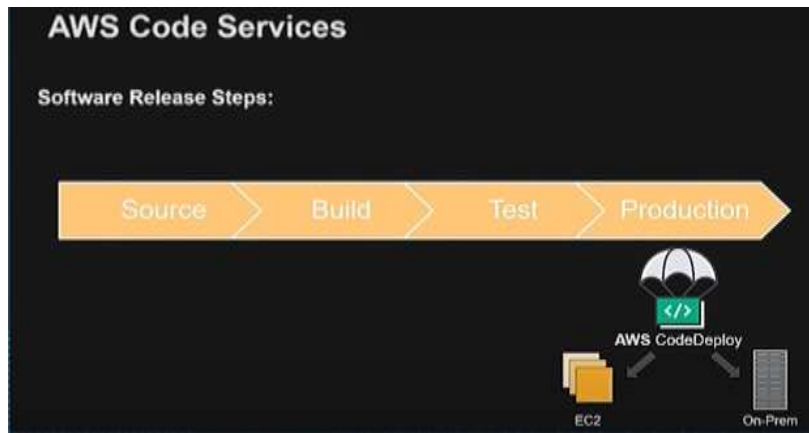 AWS Code Services
Software Release Steps:
Source Build Test Production
</>
AWS CodeDeploy
EC2 On-Prem